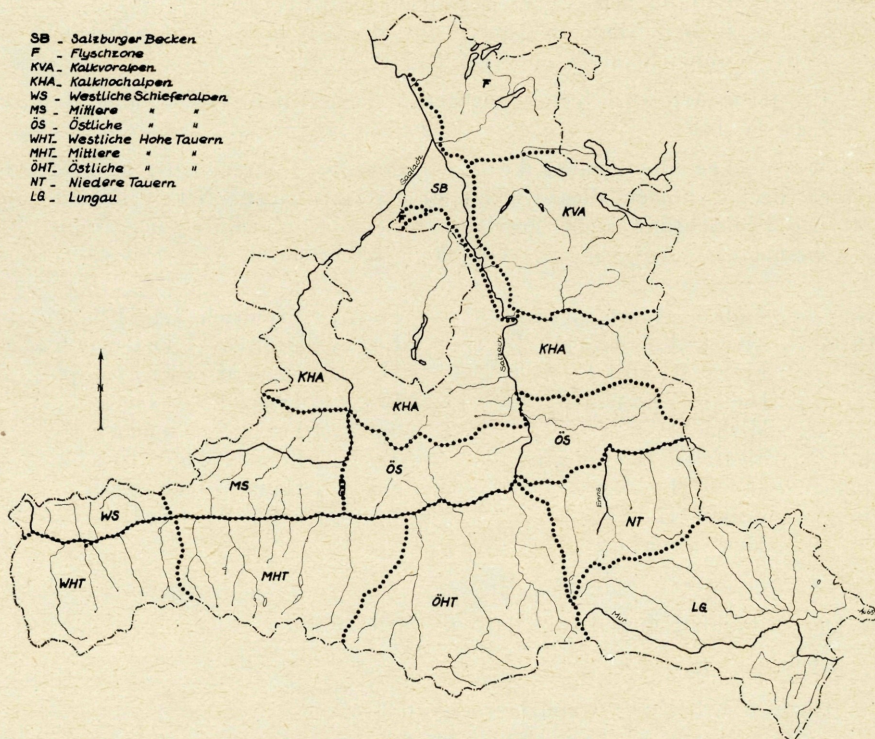 SB - Salzburger Becken
F - Flyschzone
KVA - Kalkvoralpen
KHA - Kalkhochalpen
WS - Westliche Schieferalpen
MS - Mittlere " "
ÖS - Östliche " "
WHT - Westliche Hohe Tauern
MHT - Mittlere " "
ÖHT - Östliche " "
NT - Niedere Tauern
LG - Lungau
F
Saalach
SB
KVA
F
N
Salzach
KHA
KHA
KHA
ÖS
ÖS
MS
WS
Enns
NT
WHT
MHT
ÖHT
LG
Mur